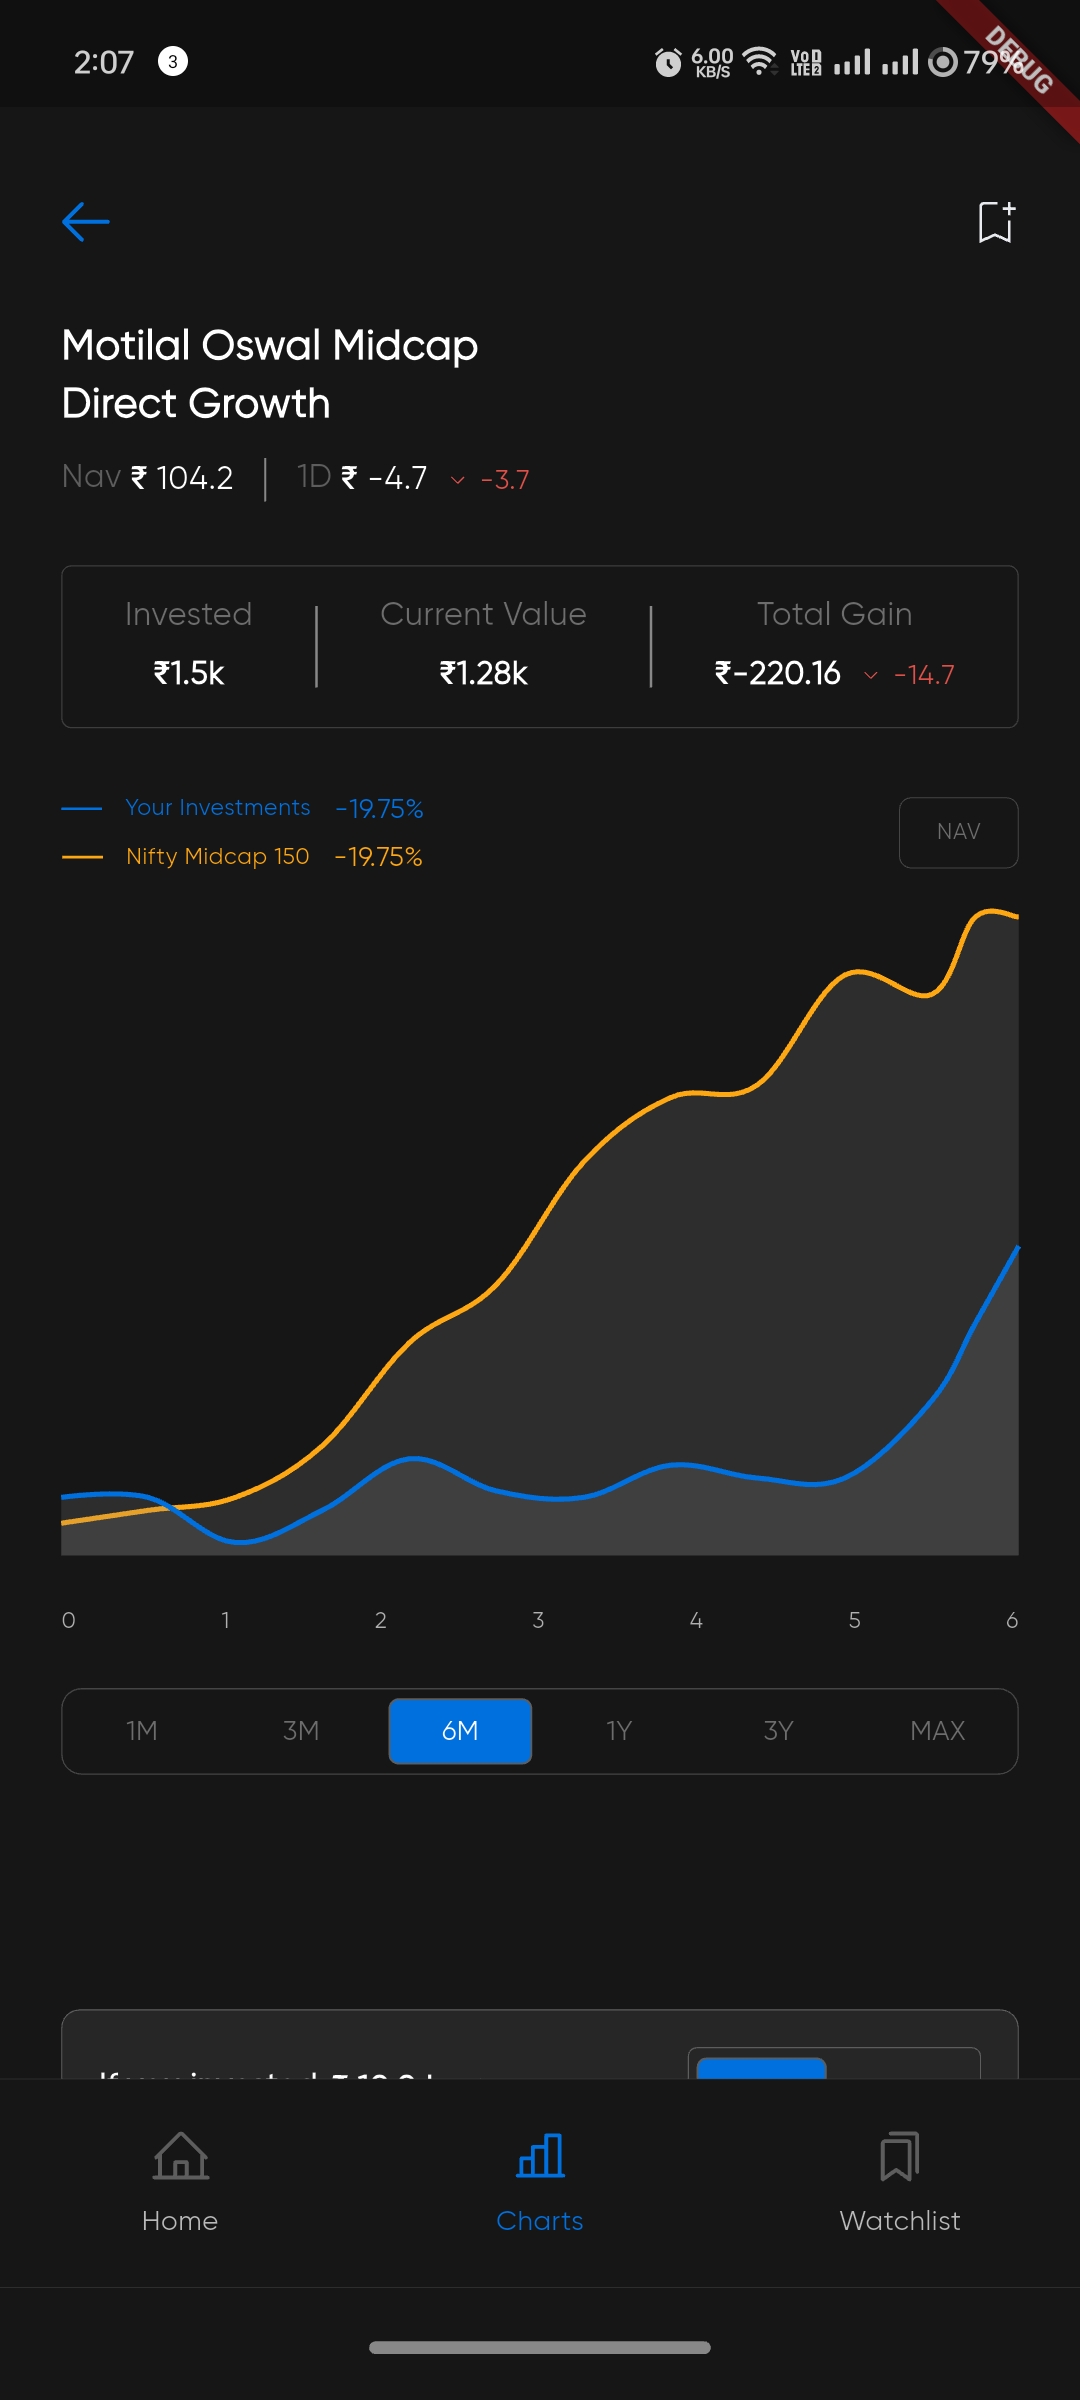 2:07 3 6.00 KB/S VoD LTE2 79%
DEBUG
Motilal Oswal Midcap
Direct Growth
Nav ₹ 104.2 1D ₹ -4.7 -3.7
Invested Current Value Total Gain
₹1.5k ₹1.28k ₹-220.16 -14.7
Your Investments -19.75%
Nifty Midcap 150 -19.75%
NAV
0 1 2 3 4 5 6
1M 3M 6M 1Y 3Y MAX
Home Charts Watchlist